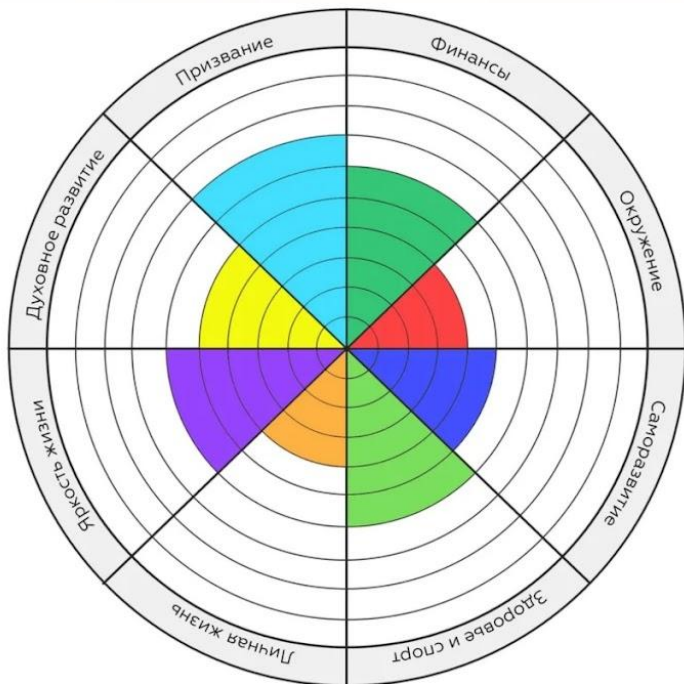 Призвание
Финансы
Окружение
Саморазвитие
Здоровье и спорт
Личная жизнь
Яркость жизни
Духовное развитие